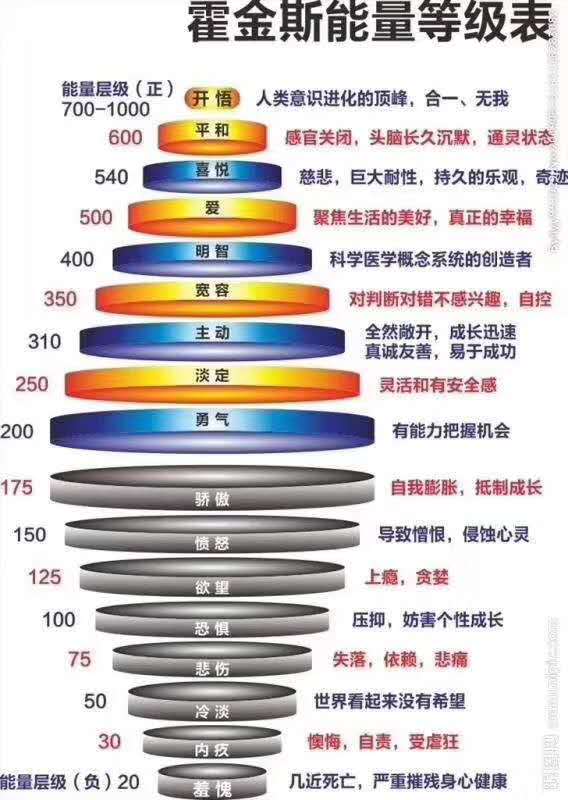 霍金斯能量等级表
能量层级（正）
700-1000 开悟 人类意识进化的顶峰，合一、无我
600 平和 感官关闭，头脑长久沉默，通灵状态
540 喜悦 慈悲，巨大耐性，持久的乐观，奇迹
500 爱 聚焦生活的美好，真正的幸福
400 明智 科学医学概念系统的创造者
350 宽容 对判断对错不感兴趣，自控
310 主动 全然敞开，成长迅速
真诚友善，易于成功
250 淡定 灵活和有安全感
200 勇气 有能力把握机会
175 骄傲 自我膨胀，抵制成长
150 愤怒 导致憎恨，侵蚀心灵
125 欲望 上瘾，贪婪
100 恐惧 压抑，妨害个性成长
75 悲伤 失落，依赖，悲痛
50 冷淡 世界看起来没有希望
30 内疚 懊悔，自责，受虐狂
能量层级（负）20 羞愧 几近死亡，严重摧残身心健康